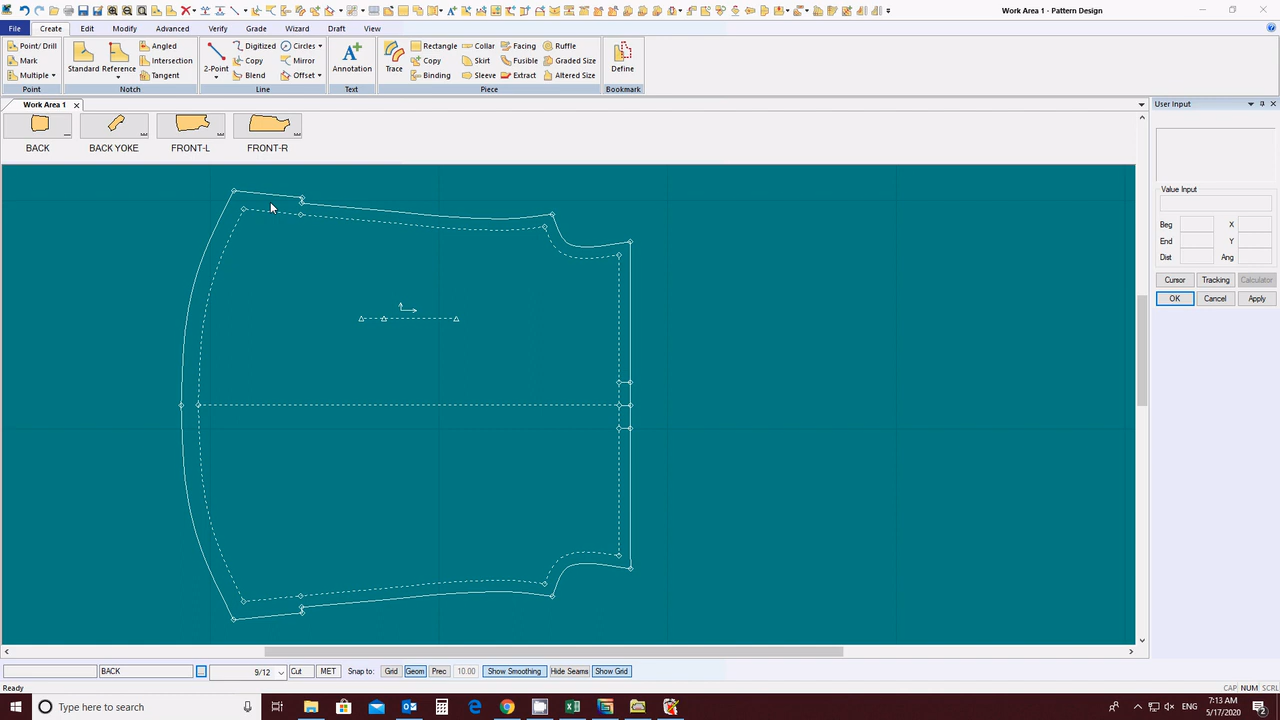 Work Area 1 - Pattern Design
File Create Edit Modify Advanced Verify Grade Wizard Draft View
Point/ Drill
Mark
Multiple
Point
Standard Reference
Angled
Intersection
Tangent
Notch
2-Point
Digitized
Copy
Blend
Circles
Mirror
Offset
Line
Annotation
Text
Trace
Rectangle
Copy
Binding
Collar
Skirt
Sleeve
Facing
Fusible
Extract
Ruffle
Graded Size
Altered Size
Piece
Define
Bookmark
Work Area 1
BACK
BACK YOKE
FRONT-L
FRONT-R
User Input
Value Input
Beg X
End Y
Dist Ang
Cursor Tracking Calculator
OK Cancel Apply
BACK 9/12 Cut MET Snap to: Grid Geom Prec 10.00 Show Smoothing Hide Seams Show Grid
Ready
CAP NUM SCRL
Type here to search
ENG
7:13 AM
5/17/2020
2